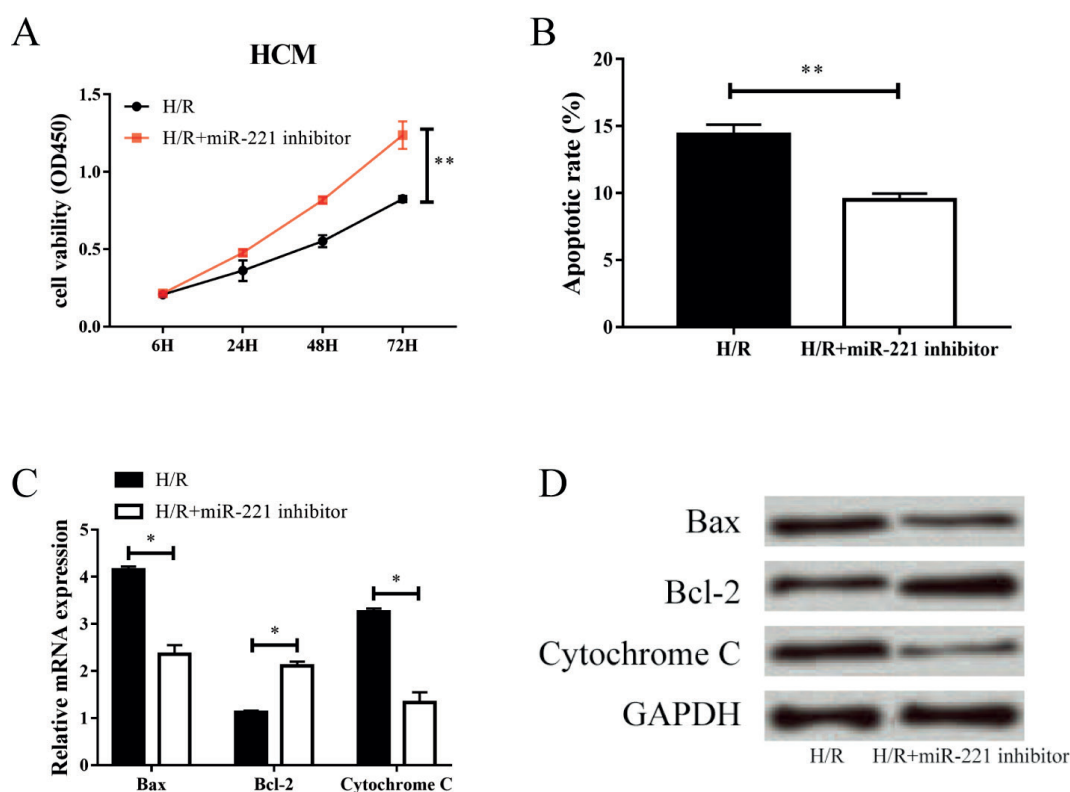 A
HCM
H/R
H/R+miR-221 inhibitor
cell vability (OD450)
1.5
1.0
0.5
0.0
**
6H 24H 48H 72H
B
Apoptotic rate (%)
20
15
10
5
0
**
H/R H/R+miR-221 inhibitor
C
H/R
H/R+miR-221 inhibitor
Relative mRNA expression
5
4
3
2
1
0
*
*
*
Bax Bcl-2 Cytochrome C
D
Bax
Bcl-2
Cytochrome C
GAPDH
H/R H/R+miR-221 inhibitor